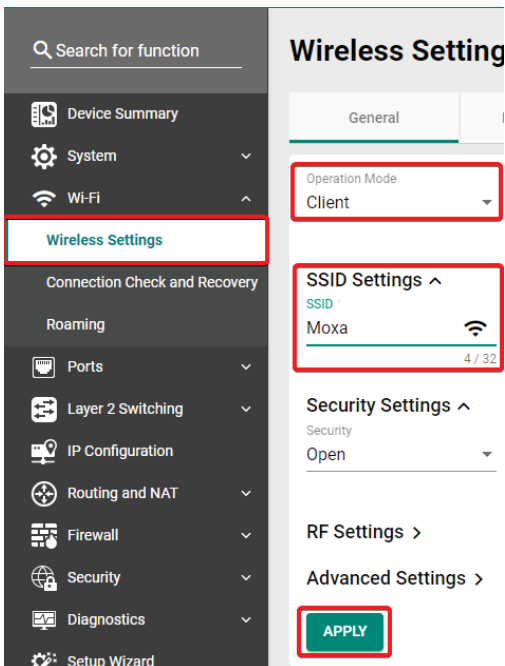 Search for function
Device Summary
System
Wi-Fi
Wireless Settings
Connection Check and Recovery
Roaming
Ports
Layer 2 Switching
IP Configuration
Routing and NAT
Firewall
Security
Diagnostics
Setup Wizard
Wireless Setting
General
Operation Mode
Client
SSID Settings
SSID *
Moxa
4 / 32
Security Settings
Security
Open
RF Settings
Advanced Settings
APPLY